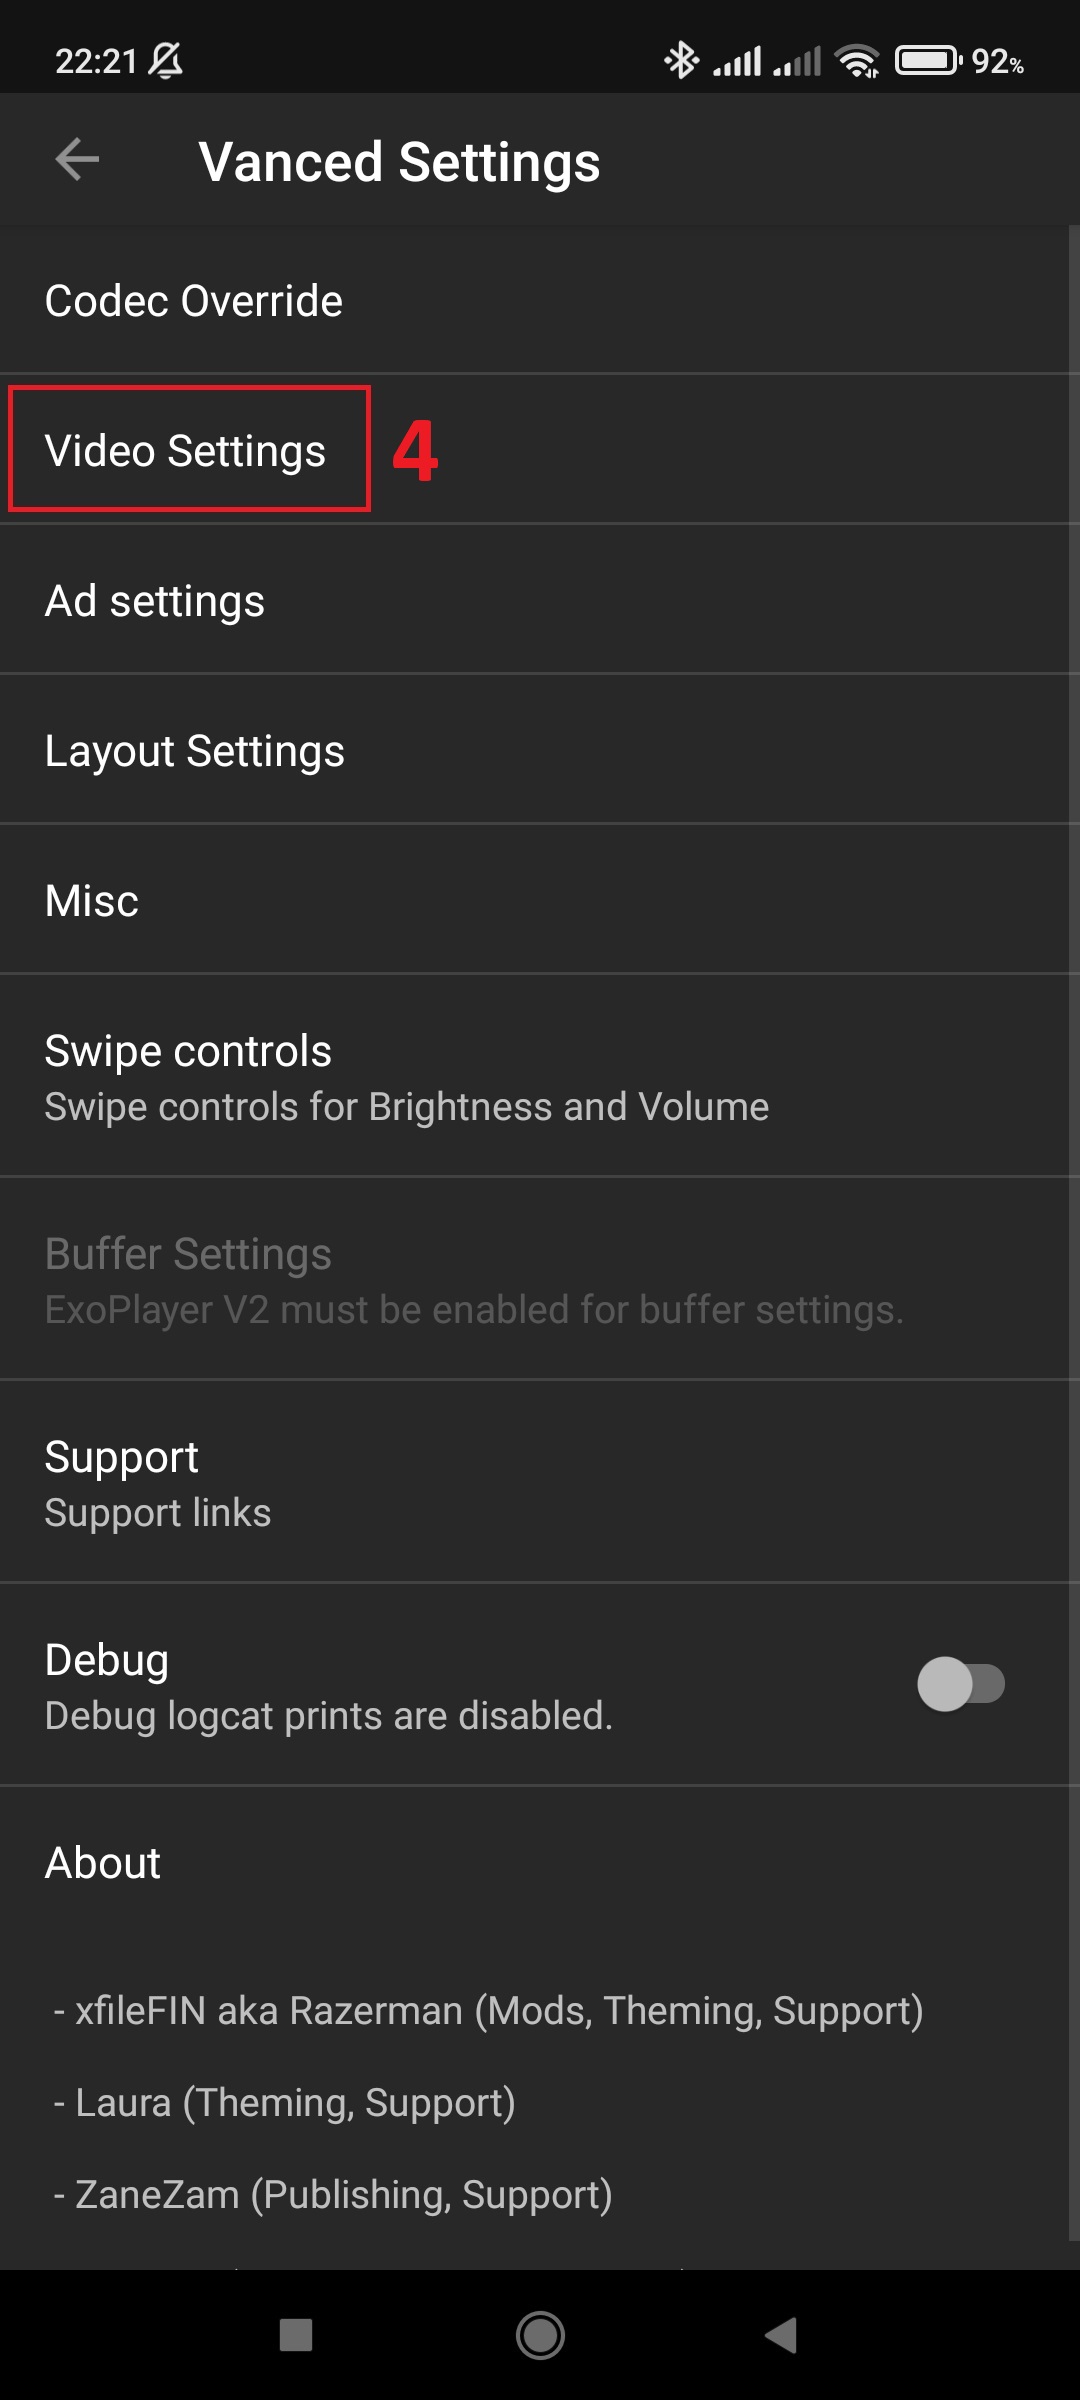 22:21 92%
Vanced Settings
Codec Override
Video Settings 4
Ad settings
Layout Settings
Misc
Swipe controls
Swipe controls for Brightness and Volume
Buffer Settings
ExoPlayer V2 must be enabled for buffer settings.
Support
Support links
Debug
Debug logcat prints are disabled.
About
- xfileFIN aka Razerman (Mods, Theming, Support)
- Laura (Theming, Support)
- ZaneZam (Publishing, Support)